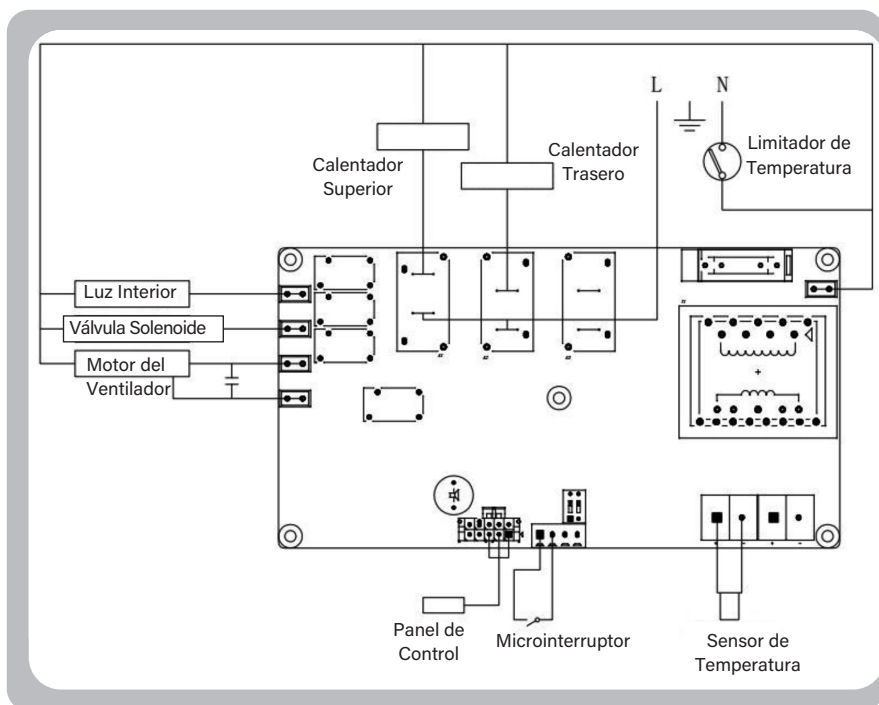 L
N
Calentador
Superior
Calentador
Trasero
Limitador de
Temperatura
Luz Interior
Válvula Solenoide
Motor del
Ventilador
Panel de
Control
Microinterruptor
Sensor de
Temperatura